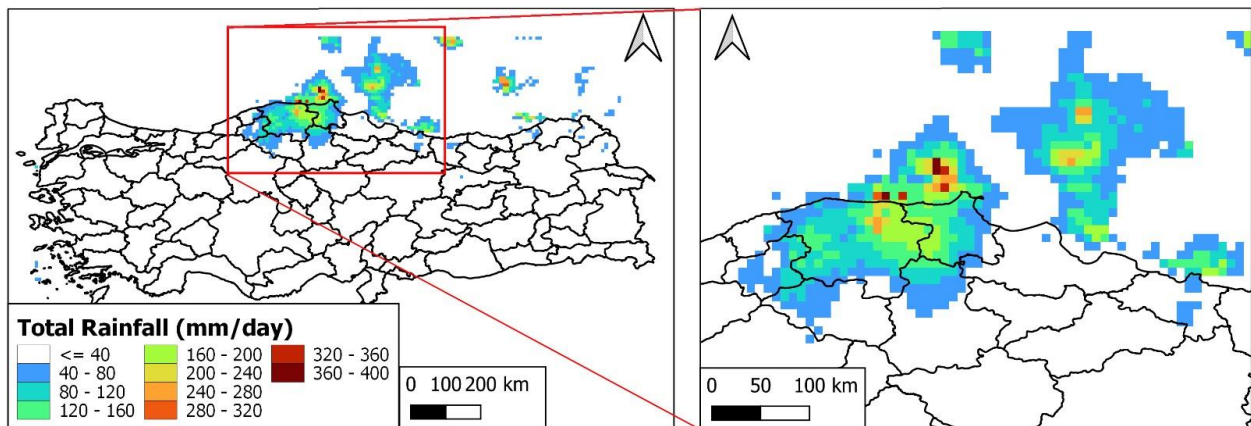 Total Rainfall (mm/day)
<= 40
40 - 80
80 - 120
120 - 160
160 - 200
200 - 240
240 - 280
280 - 320
320 - 360
360 - 400
0 100 200 km
0 50 100 km